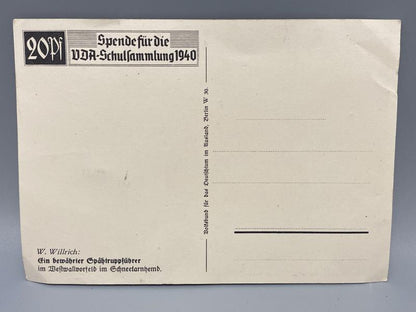 20Pf
Spende für die
VDA-Schulsammlung 1940
Volksbund für das Deutschtum im Ausland, Berlin W 30.
W. Willrich:
Ein bewährter Spähtruppführer
im Westwallvorfeld im Schneetarnhemd.